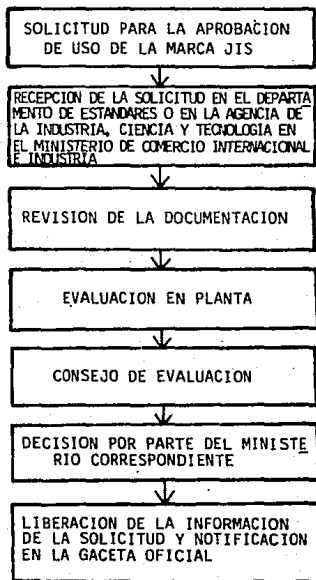 SOLICITUD PARA LA APROBACION
DE USO DE LA MARCA JIS
RECEPCION DE LA SOLICITUD EN EL DEPARTA
MENTO DE ESTANDARES O EN LA AGENCIA DE
LA INDUSTRIA, CIENCIA Y TECNOLOGIA EN
EL MINISTERIO DE COMERCIO INTERNACIONAL
E INDUSTRIA
REVISION DE LA DOCUMENTACION
EVALUACION EN PLANTA
CONSEJO DE EVALUACION
DECISION POR PARTE DEL MINISTE
RIO CORRESPONDIENTE
LIBERACION DE LA INFORMACION
DE LA SOLICITUD Y NOTIFICACION
EN LA GACETA OFICIAL